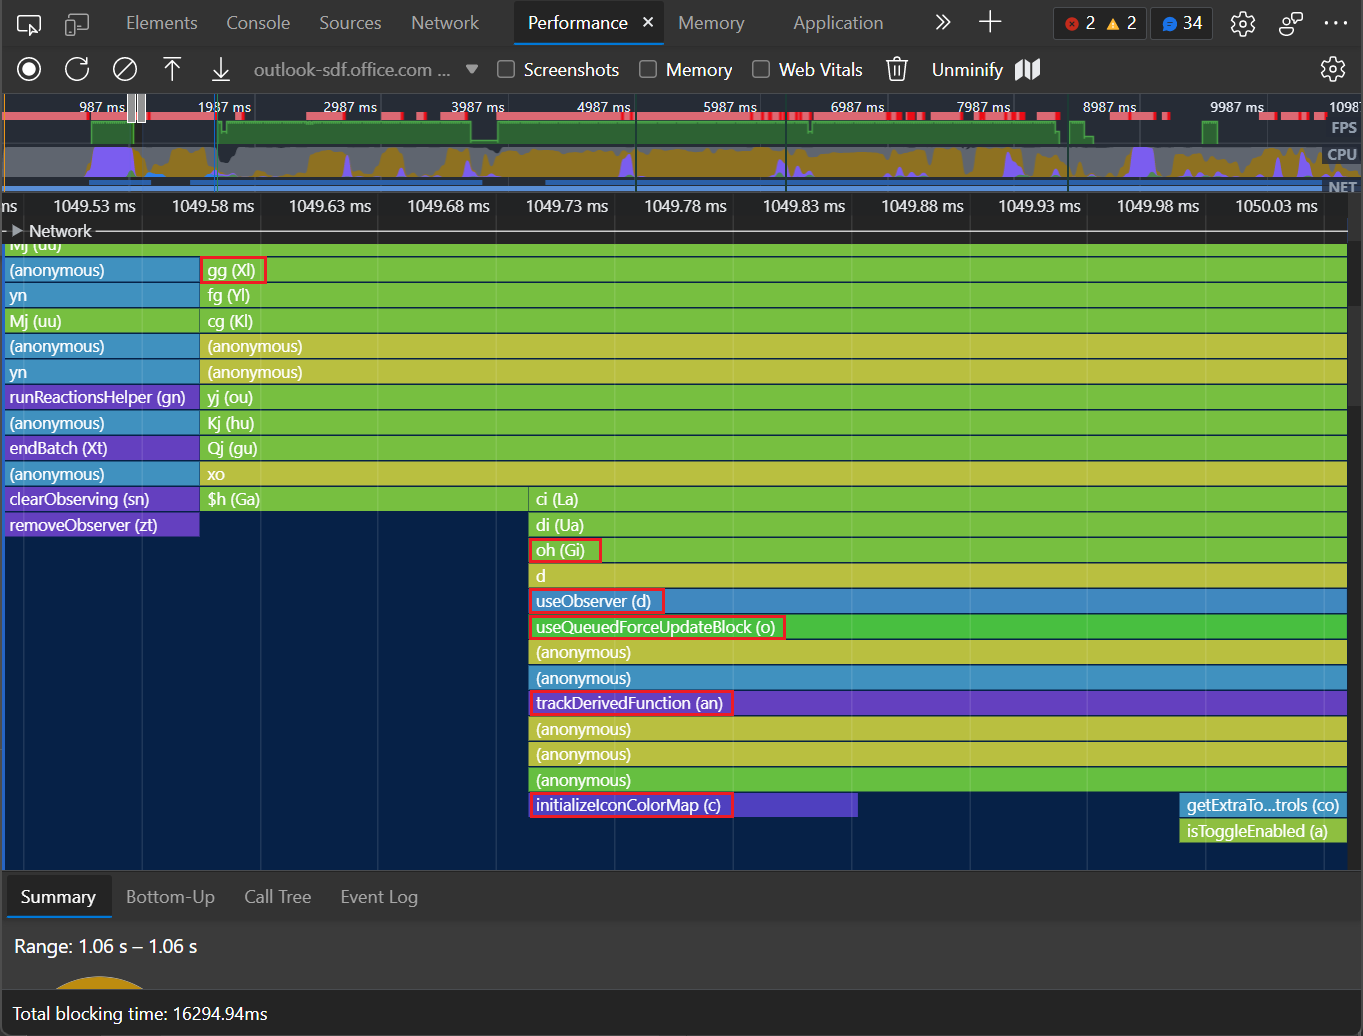 Elements Console Sources Network Performance × Memory Application 2 2 34
outlook-sdf.office.com ... Screenshots Memory Web Vitals Unminify
987 ms 1987 ms 2987 ms 3987 ms 4987 ms 5987 ms 6987 ms 7987 ms 8987 ms 9987 ms 1098
FPS
CPU
NET
ns 1049.53 ms 1049.58 ms 1049.63 ms 1049.68 ms 1049.73 ms 1049.78 ms 1049.83 ms 1049.88 ms 1049.93 ms 1049.98 ms 1050.03 ms
Network
Mj (uu)
(anonymous) gg (Xl)
yn fg (Yl)
Mj (uu) cg (Kl)
(anonymous) (anonymous)
yn (anonymous)
runReactionsHelper (gn) yj (ou)
(anonymous) Kj (hu)
endBatch (Xt) Qj (gu)
(anonymous) xo
clearObserving (sn) $h (Ga) ci (La)
removeObserver (zt) di (Ua)
oh (Gi)
d
useObserver (d)
useQueuedForceUpdateBlock (o)
(anonymous)
(anonymous)
trackDerivedFunction (an)
(anonymous)
(anonymous)
(anonymous)
initializeIconColorMap (c) getExtraTo...trols (co)
isToggleEnabled (a)
Summary Bottom-Up Call Tree Event Log
Range: 1.06 s – 1.06 s
Total blocking time: 16294.94ms